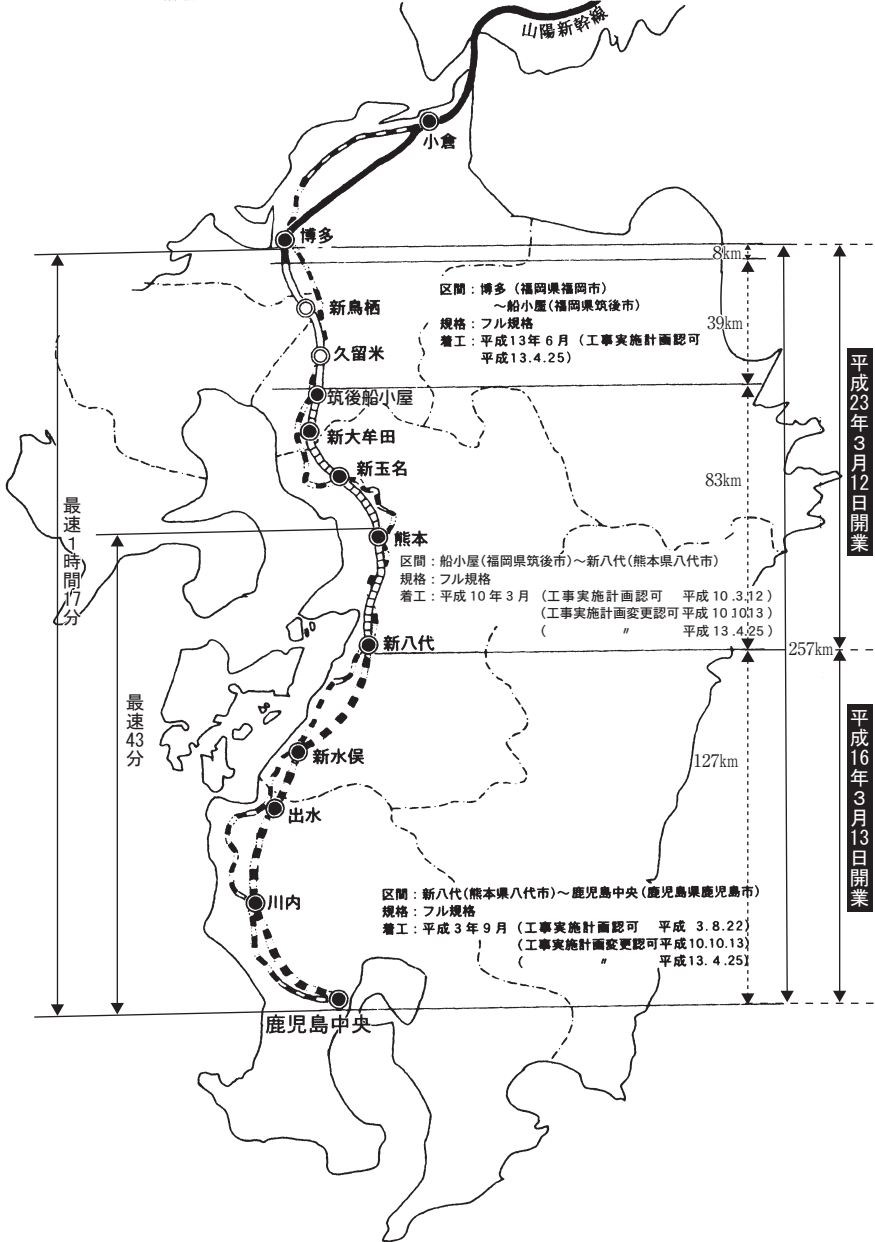 山陽新幹線
小倉
博多
8km
区間：博多（福岡県福岡市）
～船小屋（福岡県筑後市）
規格：フル規格
着工：平成13年６月（工事実施計画認可
平成13.4.25）
新鳥栖
39km
久留米
筑後船小屋
新大牟田
新玉名
平成23年３月12日開業
83km
最速１時間17分
熊本
区間：船小屋（福岡県筑後市）～新八代（熊本県八代市）
規格：フル規格
着工：平成10年３月（工事実施計画認可　平成10.3.12）
（工事実施計画変更認可平成10.10.13）
（　〃　平成13.4.25）
新八代
257km
最速43分
平成16年３月13日開業
新水俣
127km
出水
区間：新八代（熊本県八代市）～鹿児島中央（鹿児島県鹿児島市）
規格：フル規格
着工：平成３年９月（工事実施計画認可　平成 3.8.22）
（工事実施計画変更認可平成10.10.13）
（　〃　平成13. 4.25）
川内
鹿児島中央